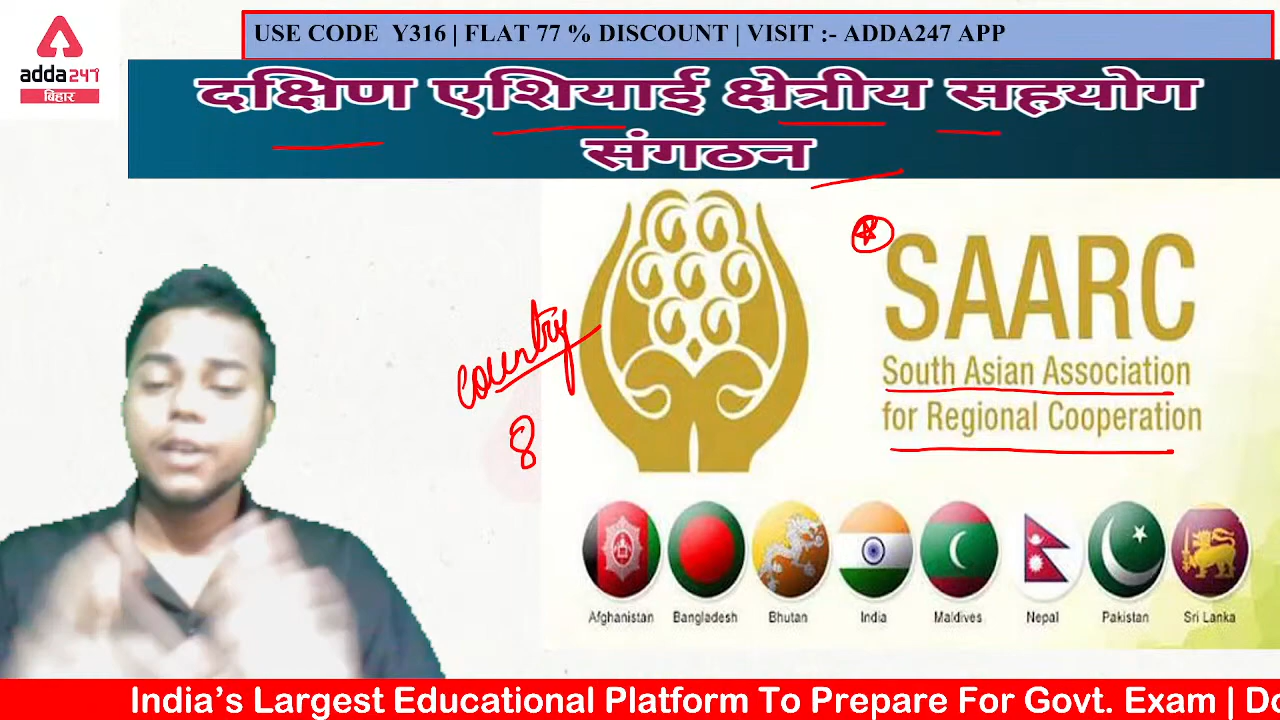 USE CODE Y316 | FLAT 77 % DISCOUNT | VISIT :- ADDA247 APP
adda247
बिहार
दक्षिण एशियाई क्षेत्रीय सहयोग
संगठन
SAARC
South Asian Association
for Regional Cooperation
country
8
Afghanistan Bangladesh Bhutan India Maldives Nepal Pakistan Sri Lanka
India's Largest Educational Platform To Prepare For Govt. Exam | Do